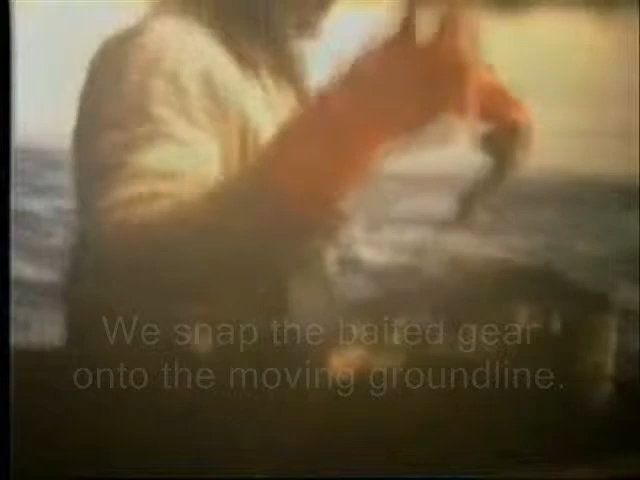 We snap the baited gear
onto the moving groundline.